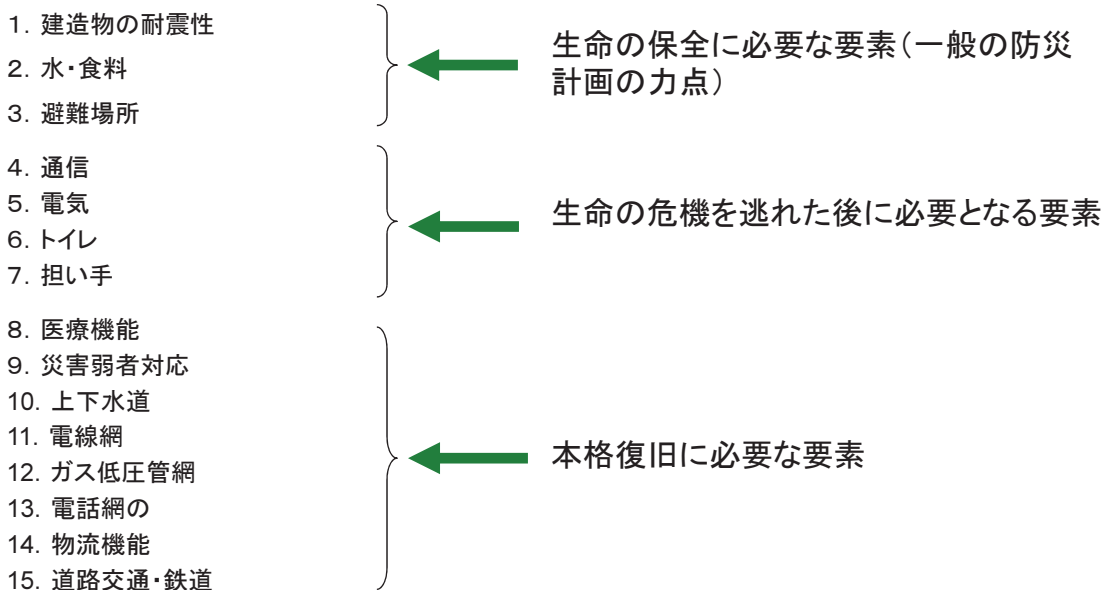 1. 建造物の耐震性
2. 水・食料
3. 避難場所
生命の保全に必要な要素(一般の防災
計画の力点)
4. 通信
5. 電気
6. トイレ
7. 担い手
生命の危機を逃れた後に必要となる要素
8. 医療機能
9. 災害弱者対応
10. 上下水道
11. 電線網
12. ガス低圧管網
13. 電話網の
14. 物流機能
15. 道路交通・鉄道
本格復旧に必要な要素